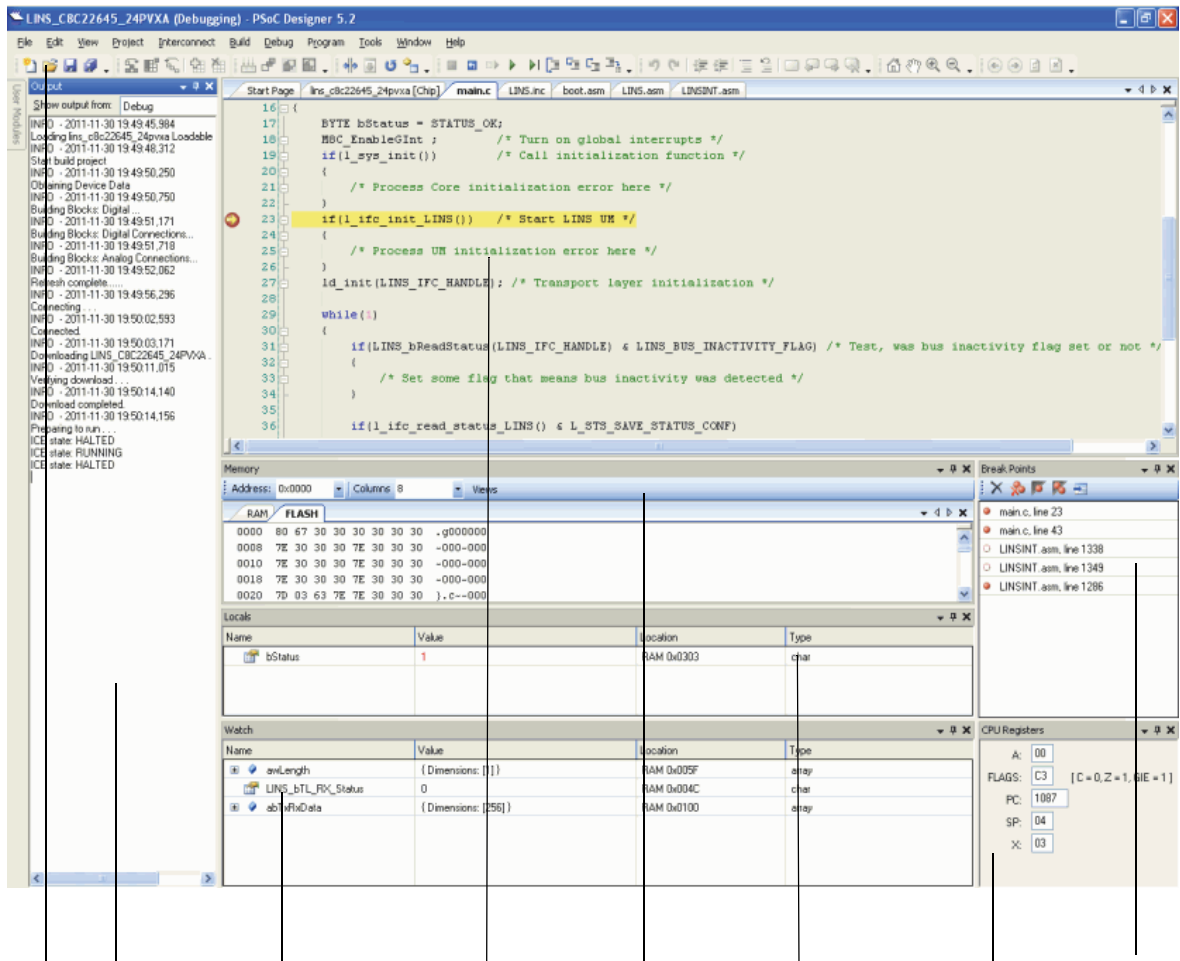 LINS_C8C22645_24PVXA (Debugging) - PSoC Designer 5.2
File Edit View Project Interconnect Build Debug Program Tools Window Help
User Modules
Output
Show output from: Debug
INFO - 2011-11-30 19:49:45,984
Loading lins_c8c22645_24pvxa Loadable
INFO - 2011-11-30 19:49:48,312
Start build project
INFO - 2011-11-30 19:49:50,250
Obtaining Device Data
INFO - 2011-11-30 19:49:50,750
Building Blocks: Digital ...
INFO - 2011-11-30 19:49:51,171
Building Blocks: Digital Connections...
INFO - 2011-11-30 19:49:51,718
Building Blocks: Analog Connections...
INFO - 2011-11-30 19:49:52,062
Refresh complete......
INFO - 2011-11-30 19:49:56,296
Connecting . . .
INFO - 2011-11-30 19:50:02,593
Connected
INFO - 2011-11-30 19:50:03,171
Downloading LINS_C8C22645_24PVXA .
INFO - 2011-11-30 19:50:11,015
Verifying download . . .
INFO - 2011-11-30 19:50:14,140
Download completed.
INFO - 2011-11-30 19:50:14,156
Preparing to run . . .
ICE state: HALTED
ICE state: RUNNING
ICE state: HALTED
Start Page lins_c8c22645_24pvxa [Chip] main.c LINS.inc boot.asm LINS.asm LINSINT.asm
16 {
17 BYTE bStatus = STATUS_OK;
18 M8C_EnableGInt ; /* Turn on global interrupts */
19 if(l_sys_init()) /* Call initialization function */
20 {
21 /* Process Core initialization error here */
22 }
23 if(l_ifc_init_LINS()) /* Start LINS UM */
24 {
25 /* Process UM initialization error here */
26 }
27 ld_init(LINS_IFC_HANDLE); /* Transport layer initialization */
28
29 while(1)
30 {
31 if(LINS_bReadStatus(LINS_IFC_HANDLE) & LINS_BUS_INACTIVITY_FLAG) /* Test, was bus inactivity flag set or not */
32 {
33 /* Set some flag that means bus inactivity was detected */
34 }
35
36 if(l_ifc_read_status_LINS() & L_STS_SAVE_STATUS_CONF)
Memory
Address: 0x0000 Columns 8 Views
RAM FLASH
0000 80 67 30 30 30 30 30 30 .g000000
0008 7E 30 30 30 7E 30 30 30 ~000~000
0010 7E 30 30 30 7E 30 30 30 ~000~000
0018 7E 30 30 30 7E 30 30 30 ~000~000
0020 7D 03 63 7E 7E 30 30 30 }.c~~000
Break Points
main.c, line 23
main.c, line 43
LINSINT.asm, line 1338
LINSINT.asm, line 1349
LINSINT.asm, line 1286
Locals
Name Value Location Type
bStatus 1 RAM 0x0303 char
Watch
Name Value Location Type
awLength { Dimensions: [1] } RAM 0x005F array
LINS_bTL_RX_Status 0 RAM 0x004C char
abTxRxData { Dimensions: [256] } RAM 0x0100 array
CPU Registers
A: 00
FLAGS: C3 [ C = 0, Z = 1, GIE = 1 ]
PC: 1087
SP: 04
X: 03